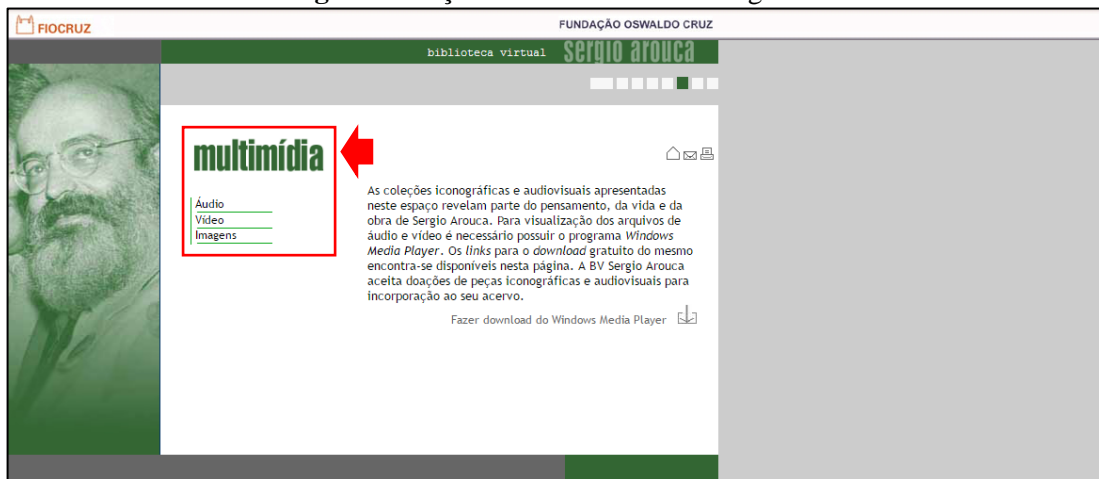 FIOCRUZ
FUNDAÇÃO OSWALDO CRUZ
biblioteca virtual sergio arouca
multimídia
Áudio
Vídeo
Imagens
As coleções iconográficas e audiovisuais apresentadas
neste espaço revelam parte do pensamento, da vida e da
obra de Sergio Arouca. Para visualização dos arquivos de
áudio e vídeo é necessário possuir o programa Windows
Media Player. Os links para o download gratuito do mesmo
encontra-se disponíveis nesta página. A BV Sergio Arouca
aceita doações de peças iconográficas e audiovisuais para
incorporação ao seu acervo.
Fazer download do Windows Media Player